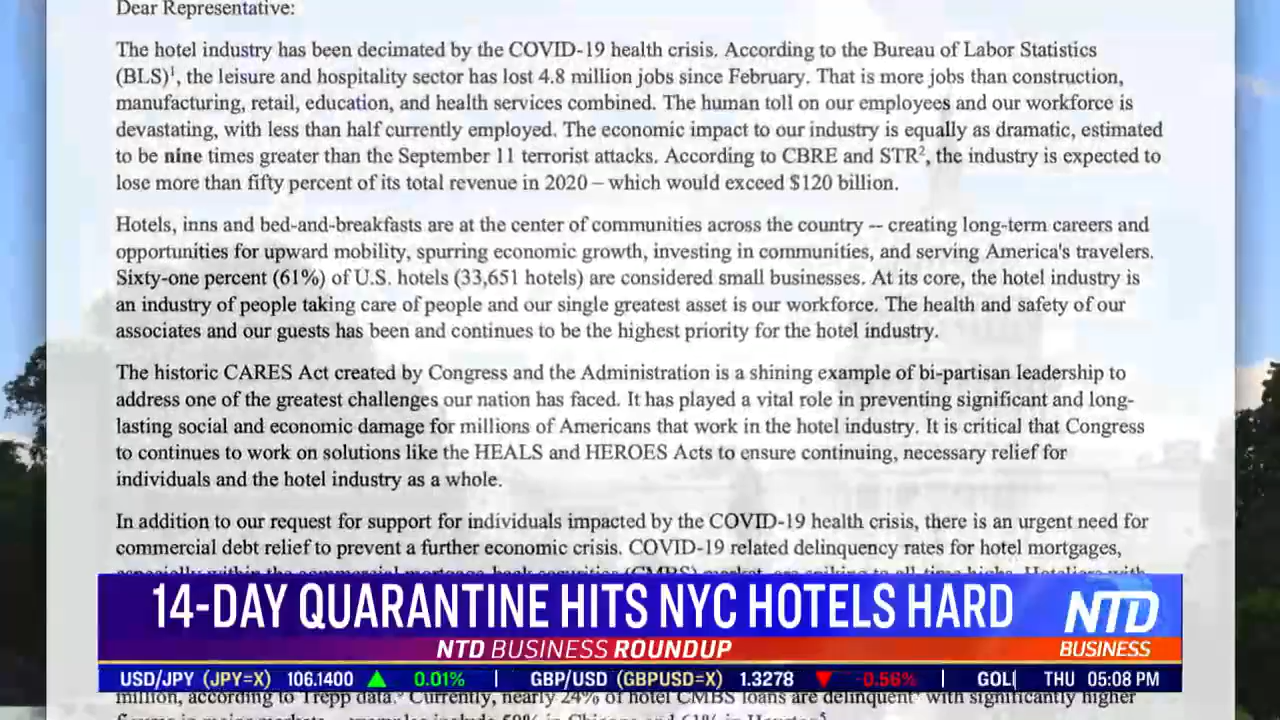 Dear Representative:
The hotel industry has been decimated by the COVID-19 health crisis. According to the Bureau of Labor Statistics
(BLS)¹, the leisure and hospitality sector has lost 4.8 million jobs since February. That is more jobs than construction,
manufacturing, retail, education, and health services combined. The human toll on our employees and our workforce is
devastating, with less than half currently employed. The economic impact to our industry is equally as dramatic, estimated
to be nine times greater than the September 11 terrorist attacks. According to CBRE and STR², the industry is expected to
lose more than fifty percent of its total revenue in 2020 – which would exceed $120 billion.
Hotels, inns and bed-and-breakfasts are at the center of communities across the country -- creating long-term careers and
opportunities for upward mobility, spurring economic growth, investing in communities, and serving America's travelers.
Sixty-one percent (61%) of U.S. hotels (33,651 hotels) are considered small businesses. At its core, the hotel industry is
an industry of people taking care of people and our single greatest asset is our workforce. The health and safety of our
associates and our guests has been and continues to be the highest priority for the hotel industry.
The historic CARES Act created by Congress and the Administration is a shining example of bi-partisan leadership to
address one of the greatest challenges our nation has faced. It has played a vital role in preventing significant and long-
lasting social and economic damage for millions of Americans that work in the hotel industry. It is critical that Congress
to continues to work on solutions like the HEALS and HEROES Acts to ensure continuing, necessary relief for
individuals and the hotel industry as a whole.
In addition to our request for support for individuals impacted by the COVID-19 health crisis, there is an urgent need for
commercial debt relief to prevent a further economic crisis. COVID-19 related delinquency rates for hotel mortgages,
14-DAY QUARANTINE HITS NYC HOTELS HARD
NTD BUSINESS ROUNDUP
NTD
BUSINESS
USD/JPY (JPY=X) 106.1400 ▲ 0.01% | GBP/USD (GBPUSD=X) 1.3278 ▼ -0.56% | GOL THU 05:08 PM
million, according to Trepp data. Currently, nearly 24% of hotel CMBS loans are delinquent with significantly higher